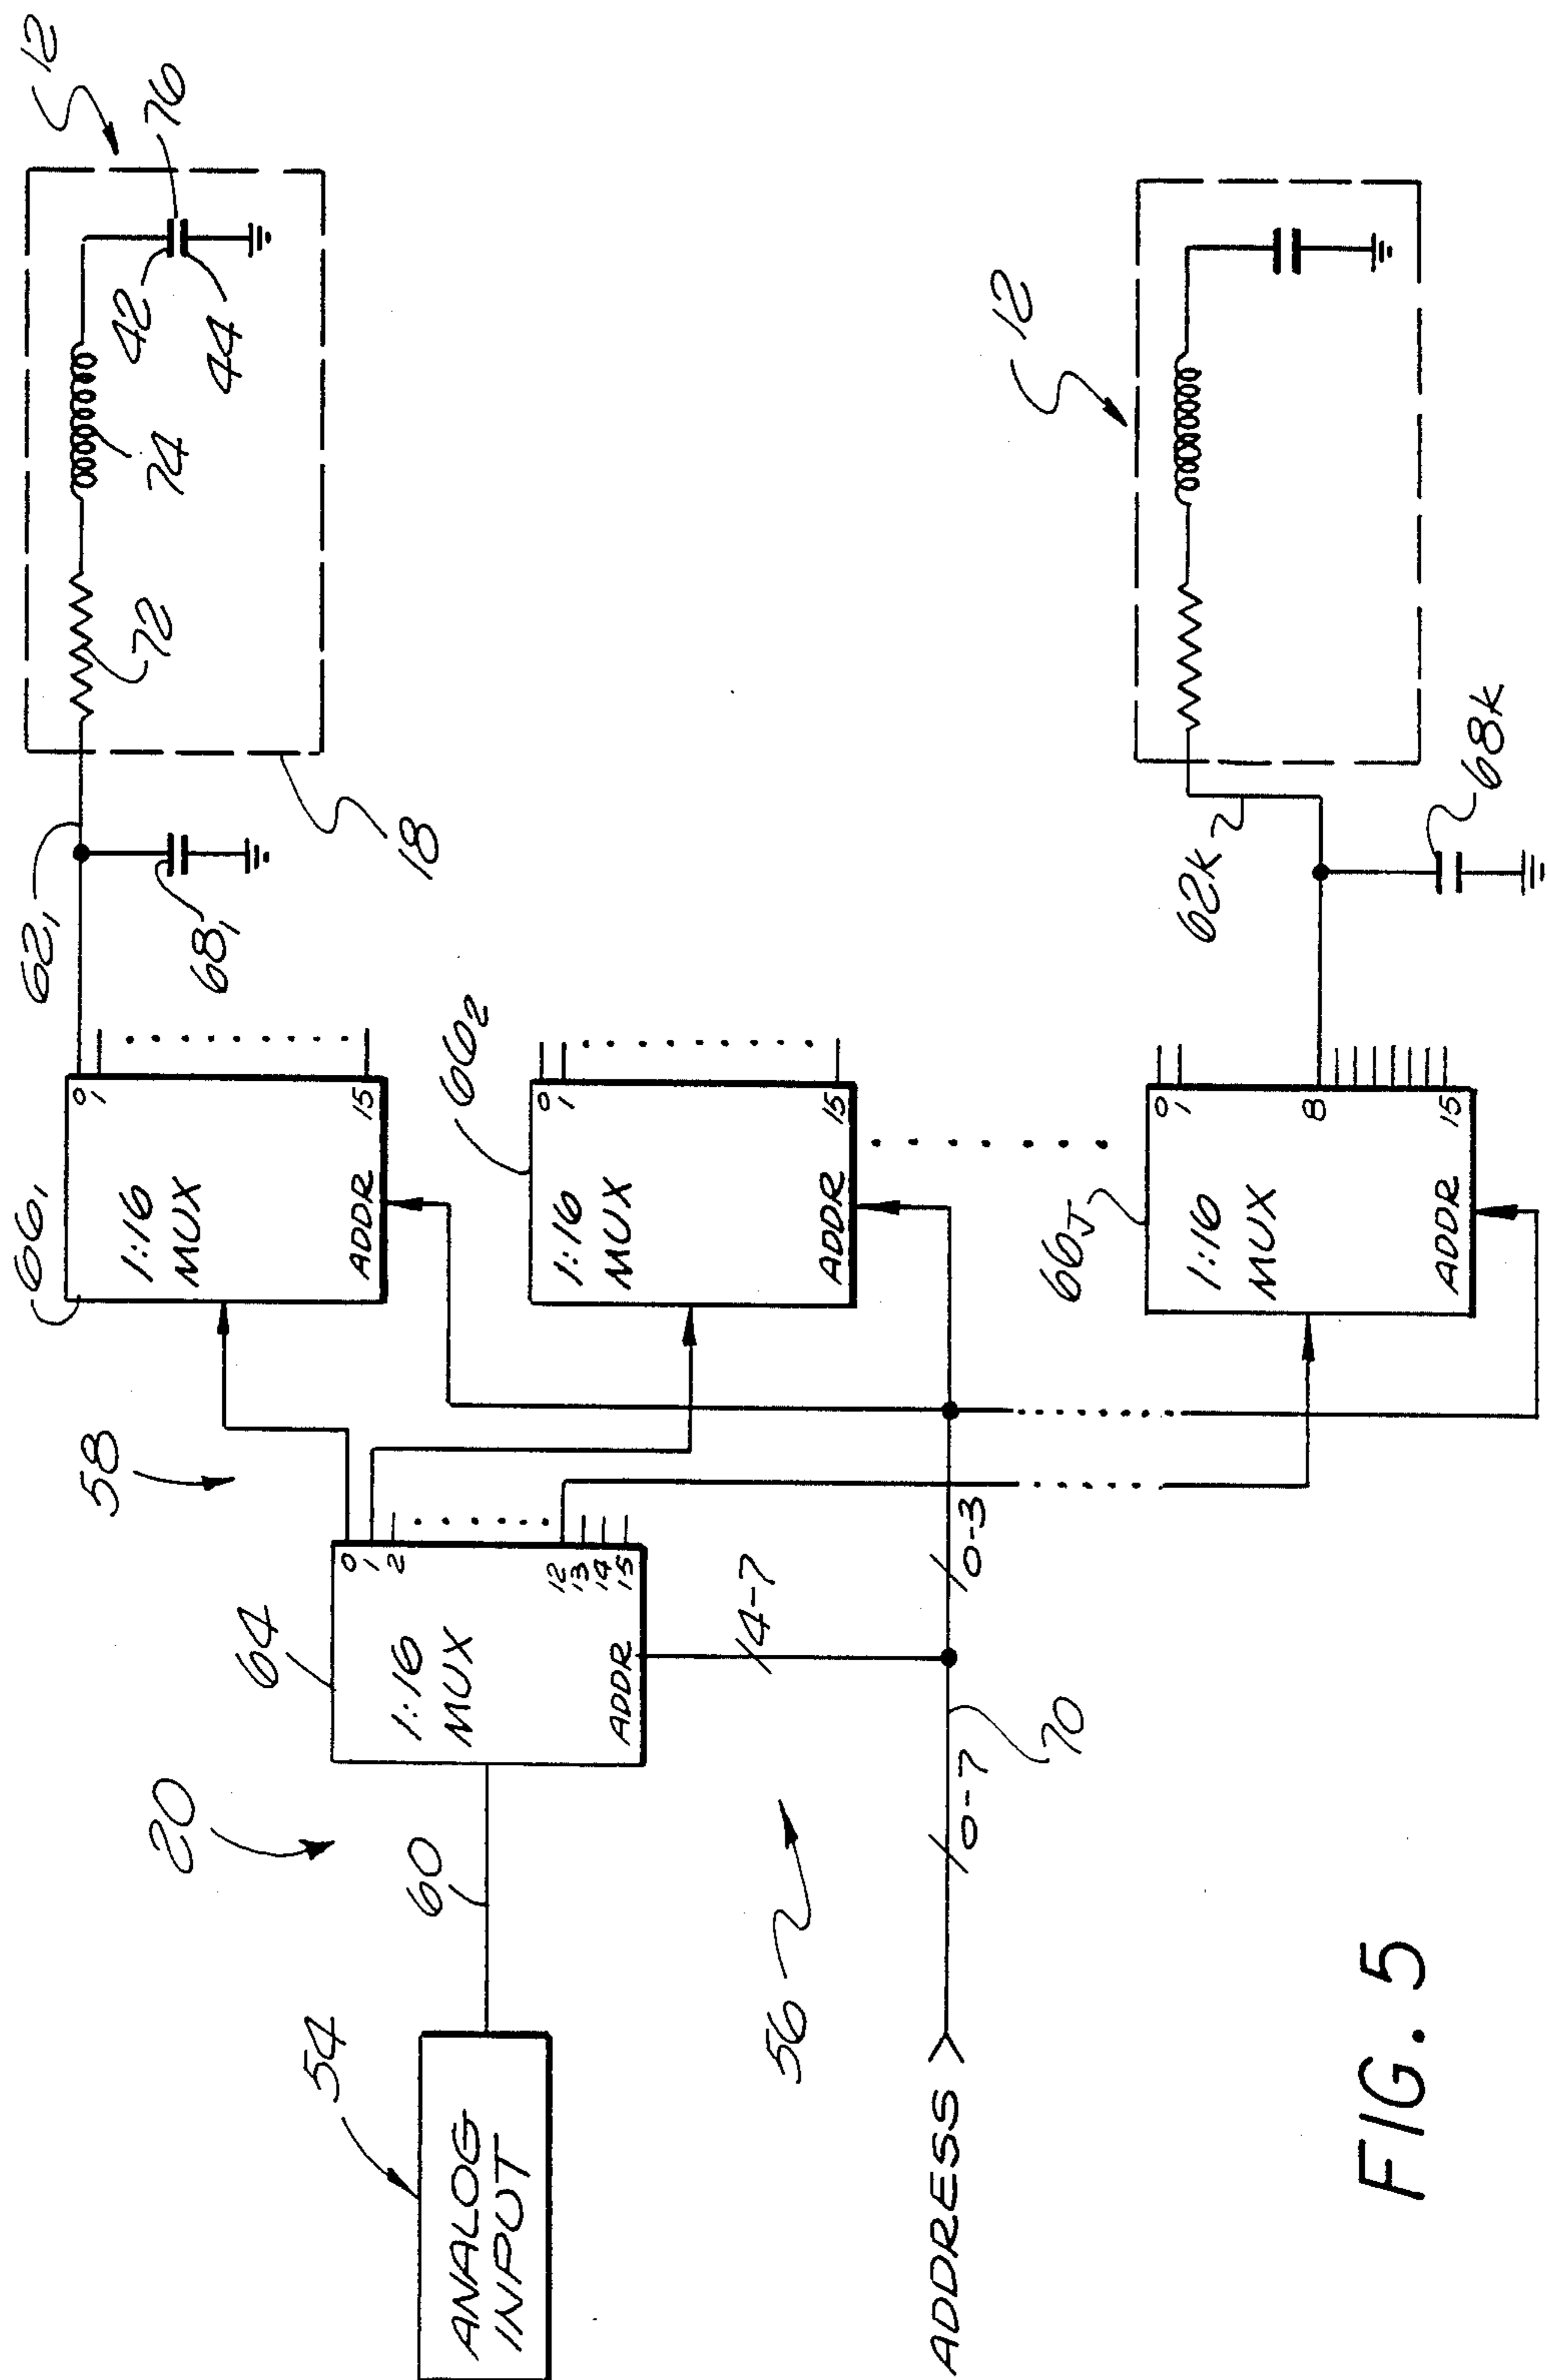 12
76
42
44
74
72
18
62₁
68₁
66₁
0
1
15
1:16
MUX
ADDR
66₂
0
1
15
1:16
MUX
ADDR
12
62K
68K
66J
0
1
8
15
1:16
MUX
ADDR
58
64
0
1
2
12
13
14
15
1:16
MUX
ADDR
4-7
0-3
20
60
54
ANALOG
INPUT
56
70
0-7
ADDRESS
FIG. 5